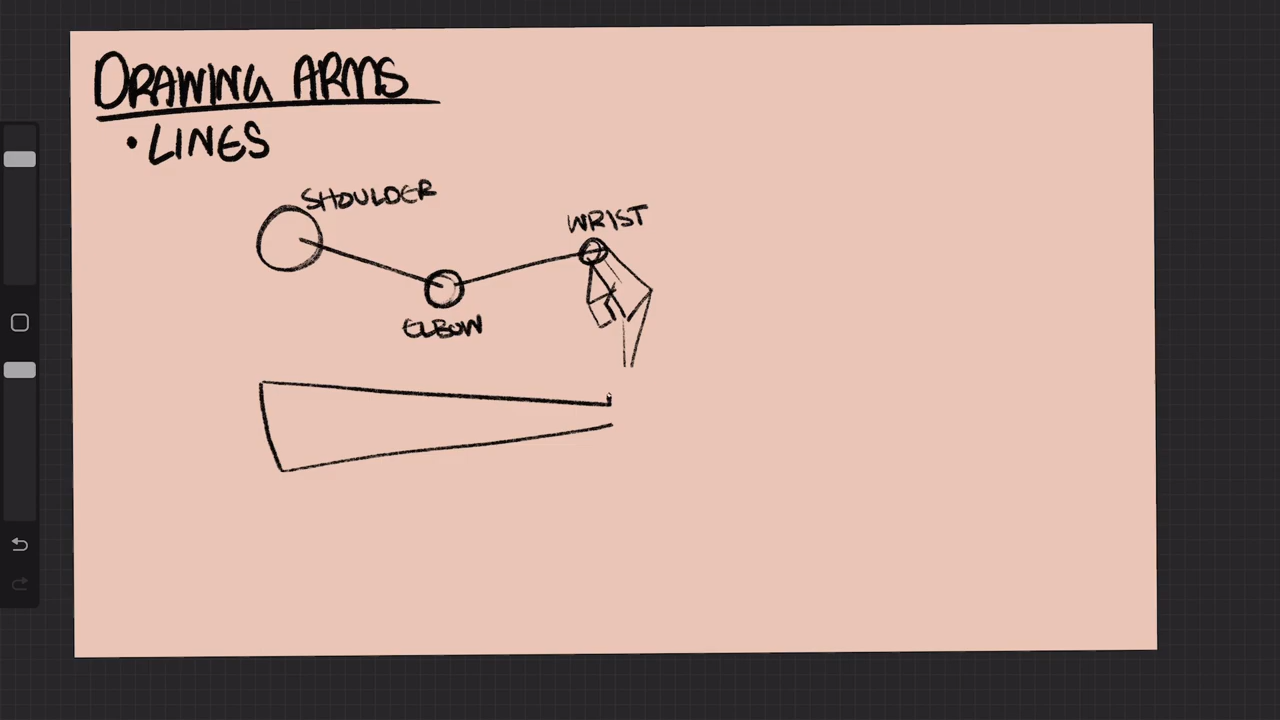 DRAWING ARMS
• LINES
SHOULDER
WRIST
ELBOW